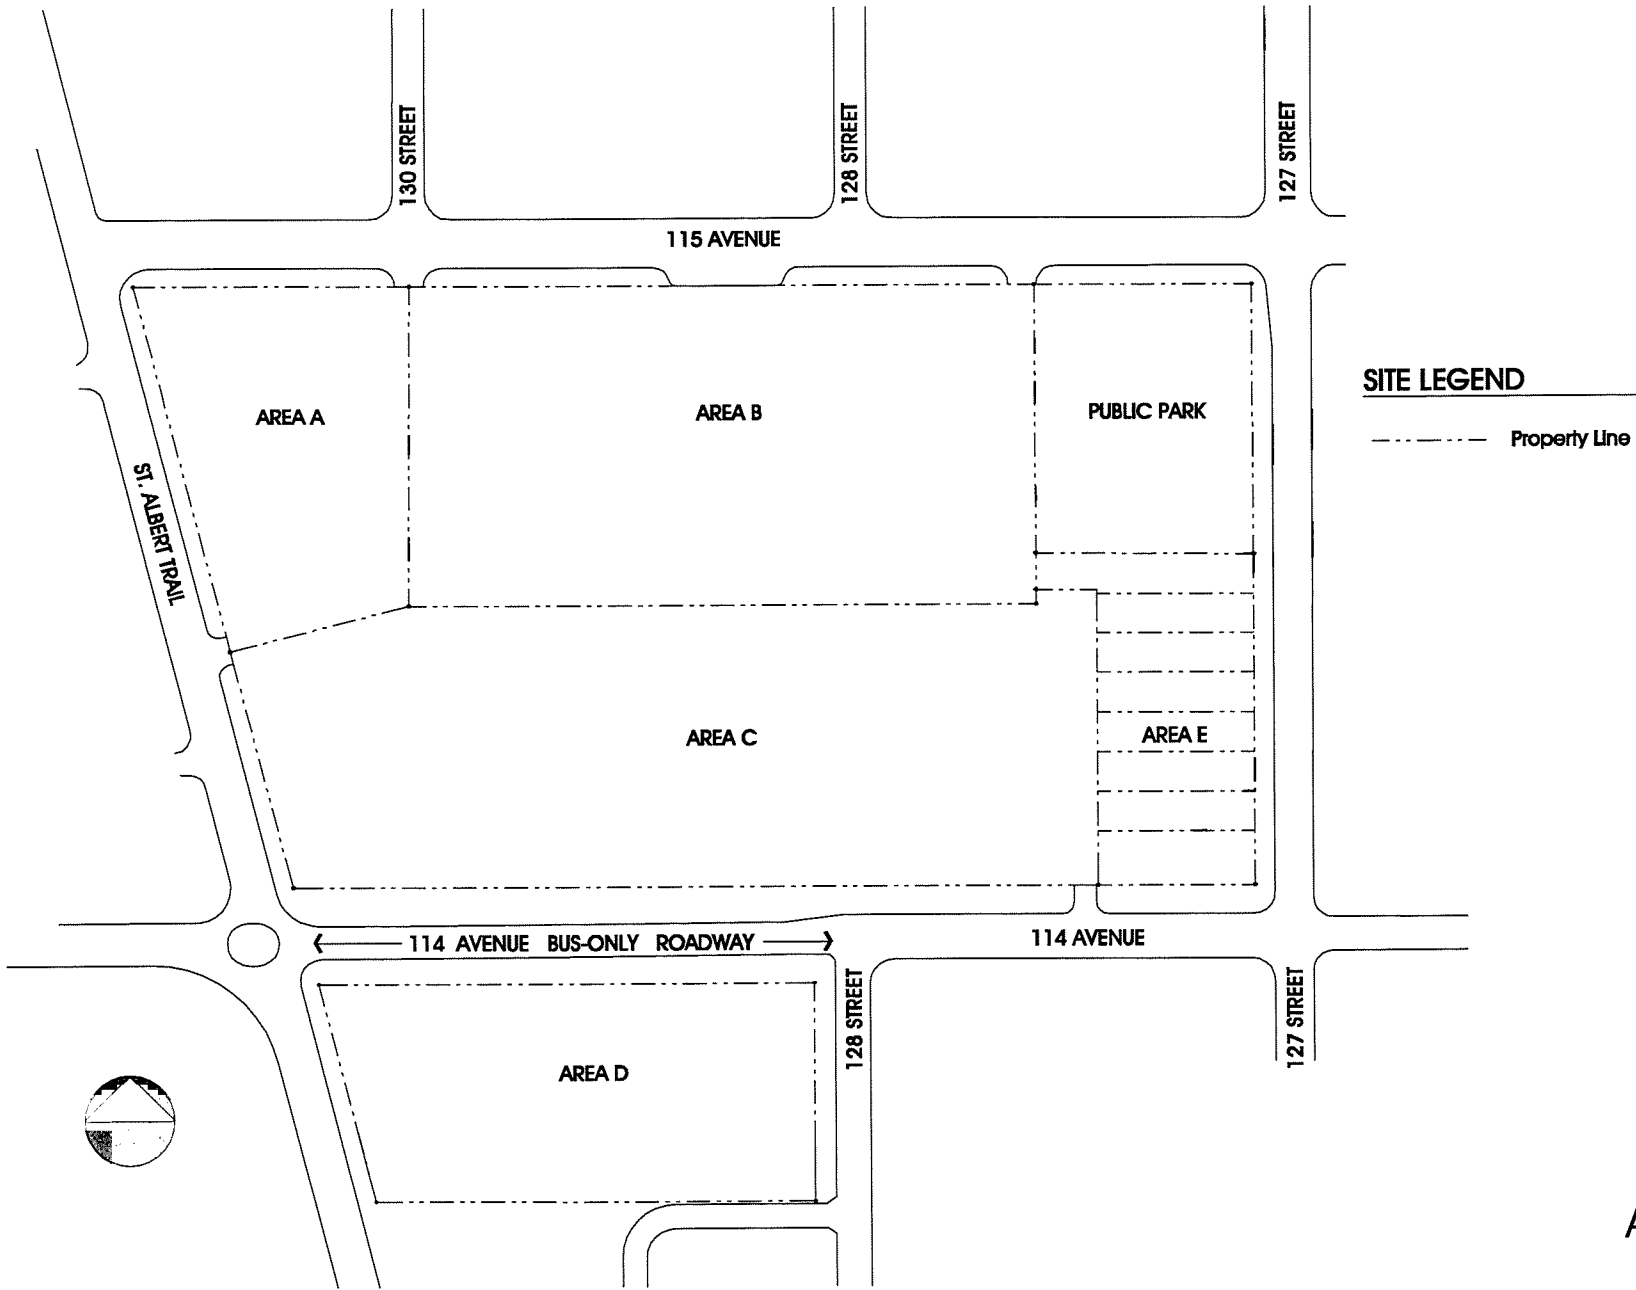 130 STREET
128 STREET
127 STREET
115 AVENUE
SITE LEGEND
AREA A
AREA B
PUBLIC PARK
Property Line
ST. ALBERT TRAIL
AREA C
AREA E
114 AVENUE BUS-ONLY ROADWAY
114 AVENUE
128 STREET
127 STREET
AREA D
A